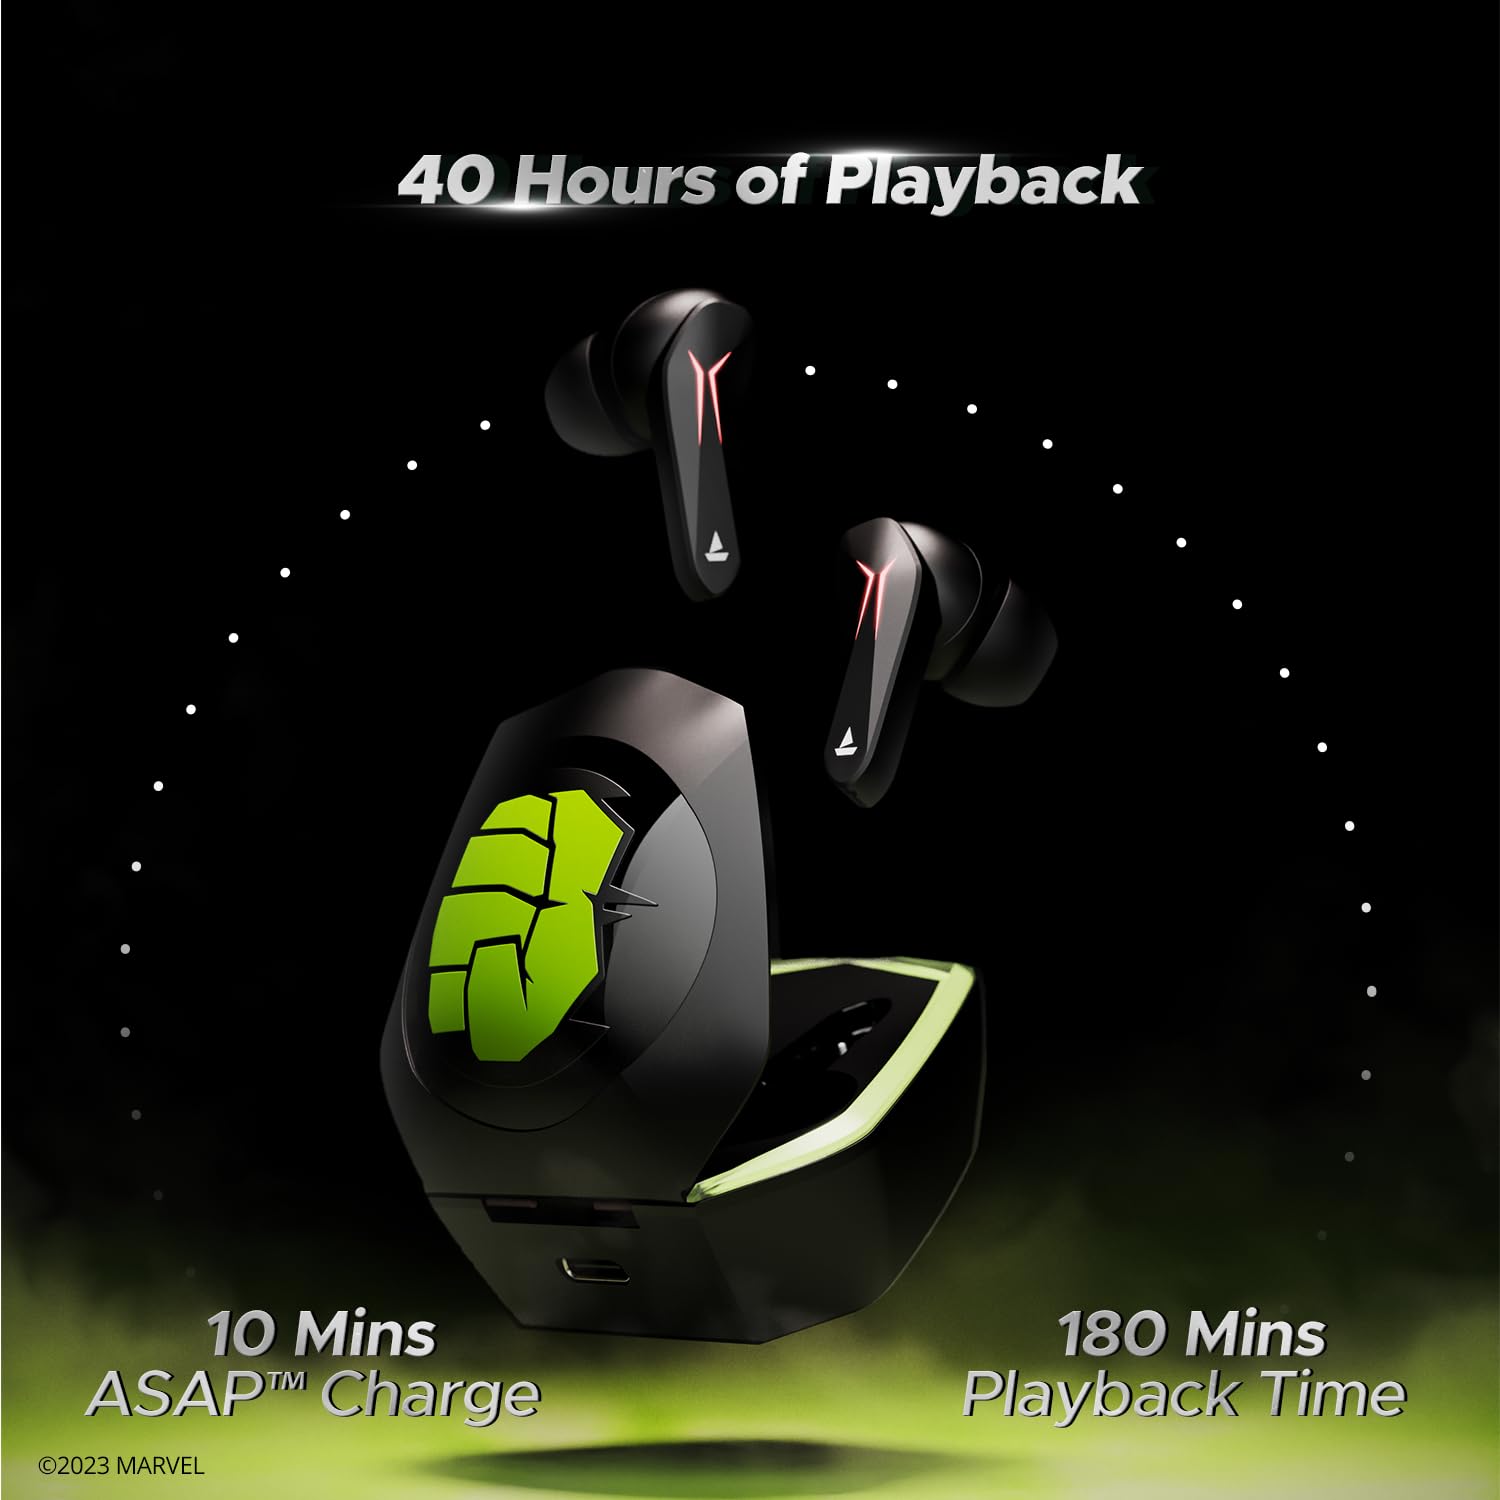 40 Hours of Playback
10 Mins
ASAP™ Charge
180 Mins
Playback Time
©2023 MARVEL